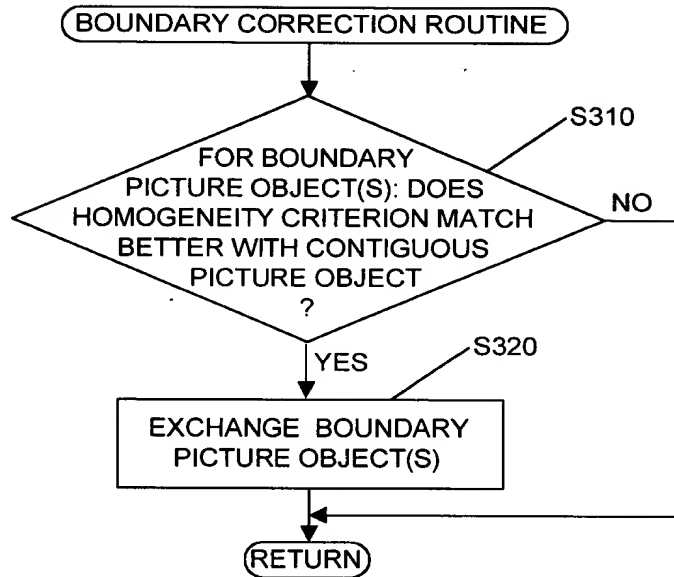 BOUNDARY CORRECTION ROUTINE
S310
FOR BOUNDARY
PICTURE OBJECT(S): DOES
HOMOGENEITY CRITERION MATCH
BETTER WITH CONTIGUOUS
PICTURE OBJECT
?
NO
YES
S320
EXCHANGE BOUNDARY
PICTURE OBJECT(S)
RETURN